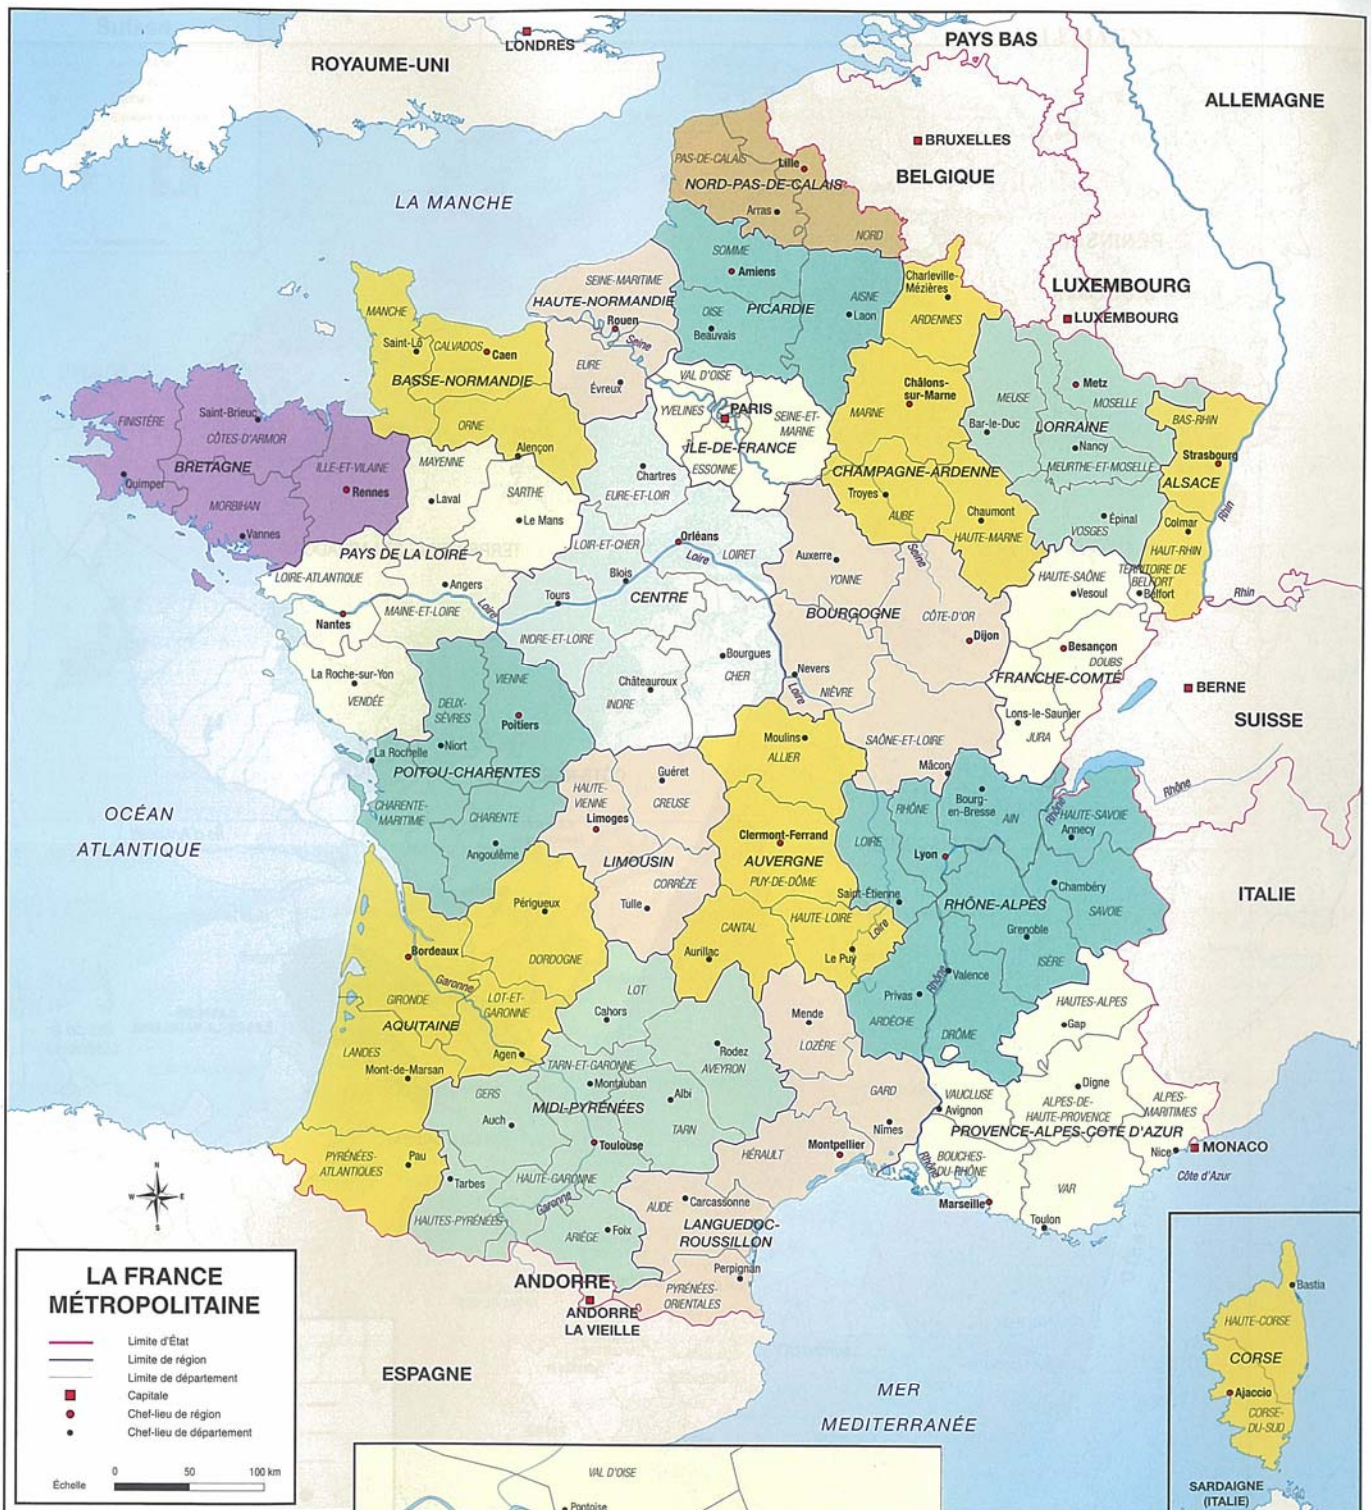 LONDRES
ROYAUME-UNI
PAYS BAS
ALLEMAGNE
BRUXELLES
BELGIQUE
LA MANCHE
LUXEMBOURG
LUXEMBOURG
PAS-DE-CALAIS
Lille
NORD-PAS-DE-CALAIS
Arras
NORD
SOMME
Amiens
PICARDIE
OISE
Beauvais
AISNE
Laon
SEINE-MARITIME
HAUTE-NORMANDIE
Rouen
Seine
EURE
Évreux
MANCHE
Saint-Lô
CALVADOS
Caen
BASSE-NORMANDIE
ORNE
Alençon
Charleville-
Mézières
ARDENNES
Châlons-
sur-Marne
MARNE
CHAMPAGNE-ARDENNE
Troyes
AUBE
Chaumont
HAUTE-MARNE
Seine
MEUSE
Metz
MOSELLE
Bar-le-Duc
LORRAINE
Nancy
MEURTHE-ET-MOSELLE
Épinal
VOSGES
BAS-RHIN
Strasbourg
ALSACE
Colmar
HAUT-RHIN
Rhin
Rhin
VAL D'OISE
YVELINES
PARIS
SEINE-ET-
MARNE
ÎLE-DE-FRANCE
ESSONNE
FINISTÈRE
Saint-Brieuc
CÔTES-D'ARMOR
BRETAGNE
ILLE-ET-VILAINE
Quimper
Rennes
MORBIHAN
Vannes
MAYENNE
Laval
SARTHE
Le Mans
PAYS DE LA LOIRE
LOIRE-ATLANTIQUE
Angers
MAINE-ET-LOIRE
Loire
Nantes
La Roche-sur-Yon
VENDÉE
Chartres
EURE-ET-LOIR
Orléans
LOIR-ET-CHER
Loire
LOIRET
Blois
Tours
CENTRE
INDRE-ET-LOIRE
Bourgues
CHER
Châteauroux
INDRE
Auxerre
YONNE
BOURGOGNE
CÔTE-D'OR
Dijon
Nevers
NIÈVRE
Loire
SAÔNE-ET-LOIRE
Mâcon
HAUTE-SAÔNE
TERRITOIRE DE
BELFORT
Vesoul
Belfort
Besançon
DOUBS
FRANCHE-COMTÉ
Lons-le-Saunier
JURA
BERNE
SUISSE
Rhône
VIENNE
DEUX-
SÈVRES
Poitiers
La Rochelle
Niort
POITOU-CHARENTES
CHARENTE-
MARITIME
CHARENTE
Angoulême
HAUTE-
VIENNE
Guéret
CREUSE
Limoges
LIMOUSIN
CORRÈZE
Tulle
Moulins
ALLIER
Clermont-Ferrand
AUVERGNE
PUY-DE-DÔME
CANTAL
HAUTE-LOIRE
Loire
Aurillac
Le Puy
Bourg-
en-Bresse
AIN
Rhône
HAUTE-SAVOIE
Annecy
RHÔNE
LOIRE
Lyon
Saint-Étienne
RHÔNE-ALPES
Chambéry
SAVOIE
Grenoble
ISÈRE
Rhône
Valence
Privas
ARDÈCHE
DRÔME
ITALIE
OCÉAN
ATLANTIQUE
Périgueux
Bordeaux
DORDOGNE
Garonne
GIRONDE
LOT-ET-
GARONNE
AQUITAINE
LANDES
Agen
Mont-de-Marsan
PYRÉNÉES-
ATLANTIQUES
Pau
LOT
Cahors
Rodez
AVEYRON
TARN-ET-GARONNE
Montauban
GERS
MIDI-PYRÉNÉES
Albi
Auch
TARN
Toulouse
HAUTE-GARONNE
Tarbes
Garonne
HAUTES-PYRÉNÉES
ARIÈGE
Foix
Mende
LOZÈRE
GARD
Nîmes
Montpellier
HÉRAULT
AUDE
Carcassonne
LANGUEDOC-
ROUSSILLON
Perpignan
PYRÉNÉES-
ORIENTALES
HAUTES-ALPES
Gap
VAUCLUSE
Avignon
Digne
ALPES-DE-
HAUTE-PROVENCE
ALPES-
MARITIMES
PROVENCE-ALPES-COTE D'AZUR
BOUCHES-
DU-RHÔNE
Rhône
Nice
MONACO
VAR
Côte d'Azur
Marseille
Toulon
N
W
E
S
ANDORRE
ANDORRE
LA VIEILLE
ESPAGNE
MER
MEDITERRANÉE
Bastia
HAUTE-CORSE
CORSE
Ajaccio
CORSE-
DU-SUD
SARDAIGNE
(ITALIE)
LA FRANCE
MÉTROPOLITAINE
Limite d'État
Limite de région
Limite de département
Capitale
Chef-lieu de région
Chef-lieu de département
Échelle
0 50 100 km
VAL D'OISE
Pontoise